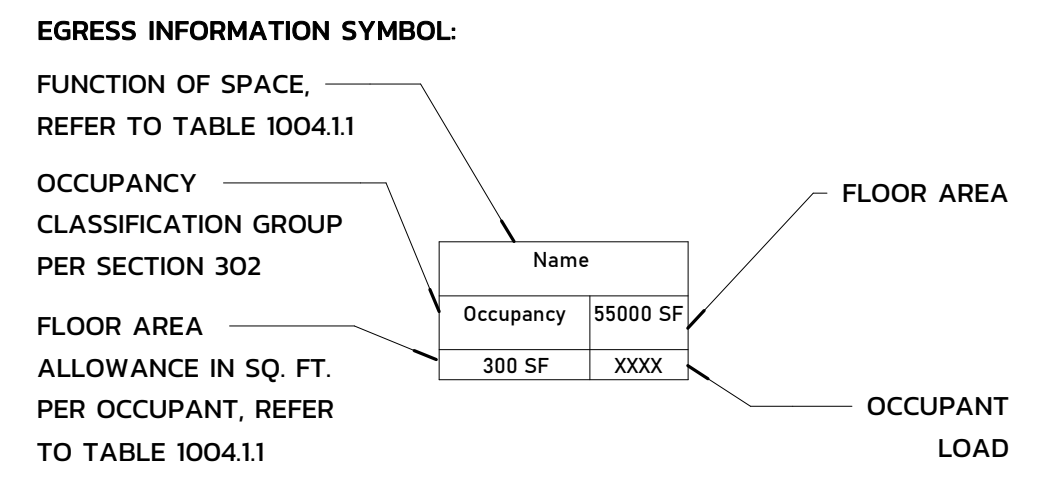 EGRESS INFORMATION SYMBOL:
FUNCTION OF SPACE,
REFER TO TABLE 1004.1.1
OCCUPANCY
CLASSIFICATION GROUP
PER SECTION 302
FLOOR AREA
ALLOWANCE IN SQ. FT.
PER OCCUPANT, REFER
TO TABLE 1004.1.1
Name
Occupancy
55000 SF
300 SF
XXXX
FLOOR AREA
OCCUPANT
LOAD